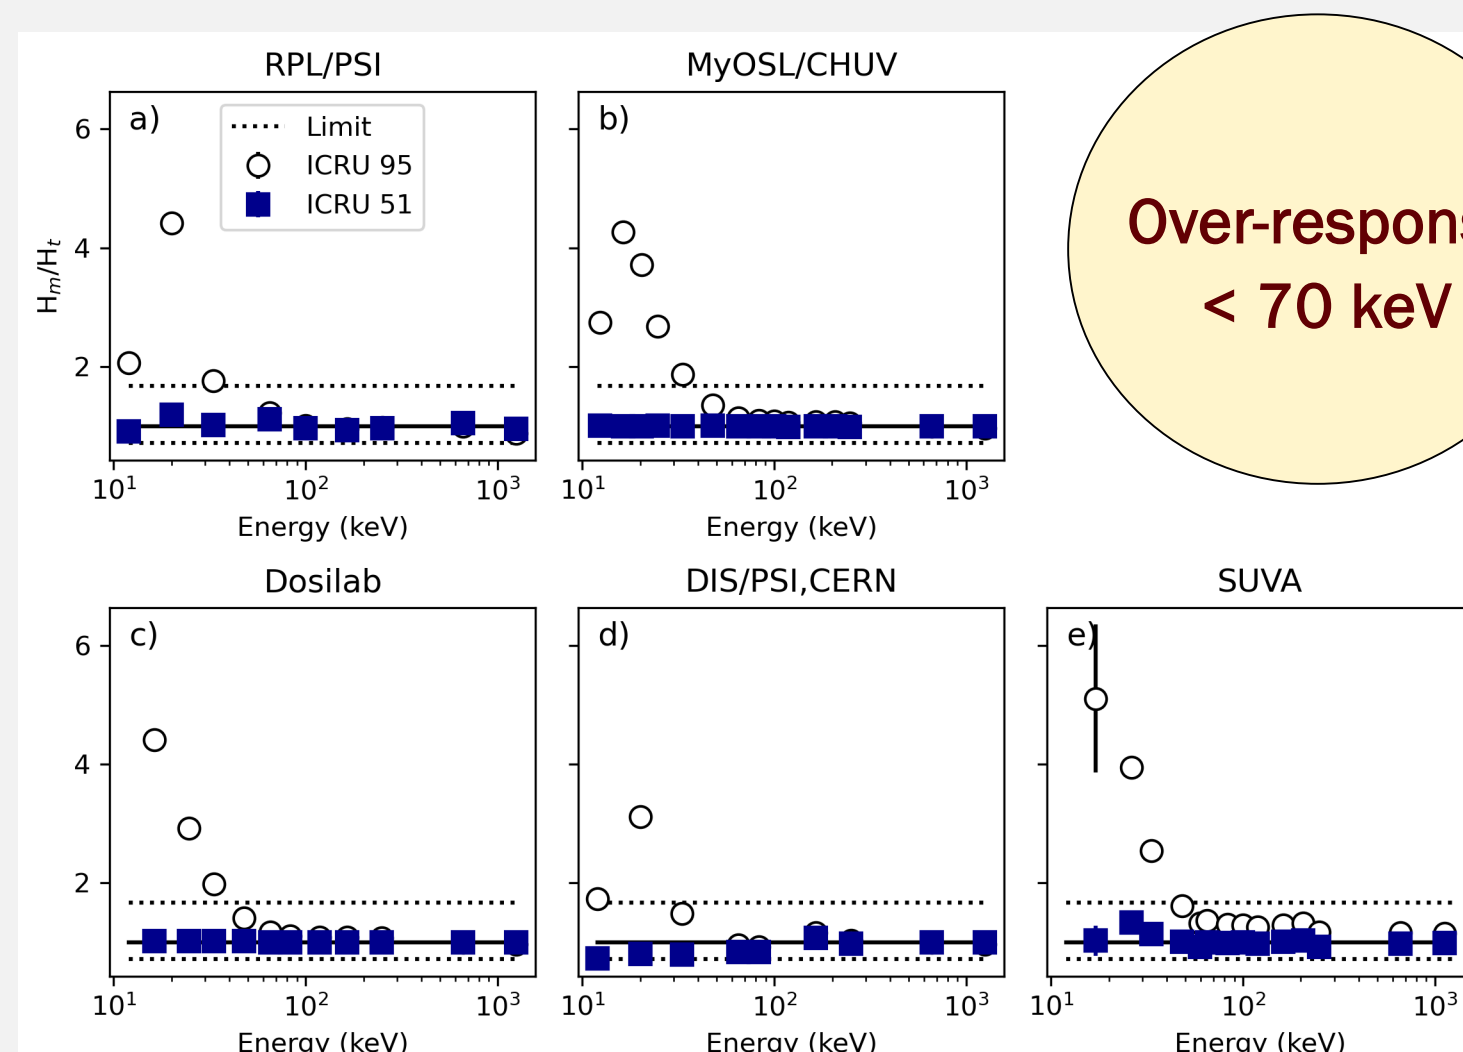 RPL/PSI
MyOSL/CHUV
a)
Limit
ICRU 95
ICRU 51
b)
6
4
2
Hₘ/Hₜ
10¹ 10² 10³
10¹ 10² 10³
Energy (keV)
Energy (keV)
< 70 keV
Dosilab
DIS/PSI,CERN
SUVA
c)
d)
e)
6
4
2
10¹ 10² 10³
10¹ 10² 10³
10¹ 10² 10³
Energy (keV)
Energy (keV)
Energy (keV)